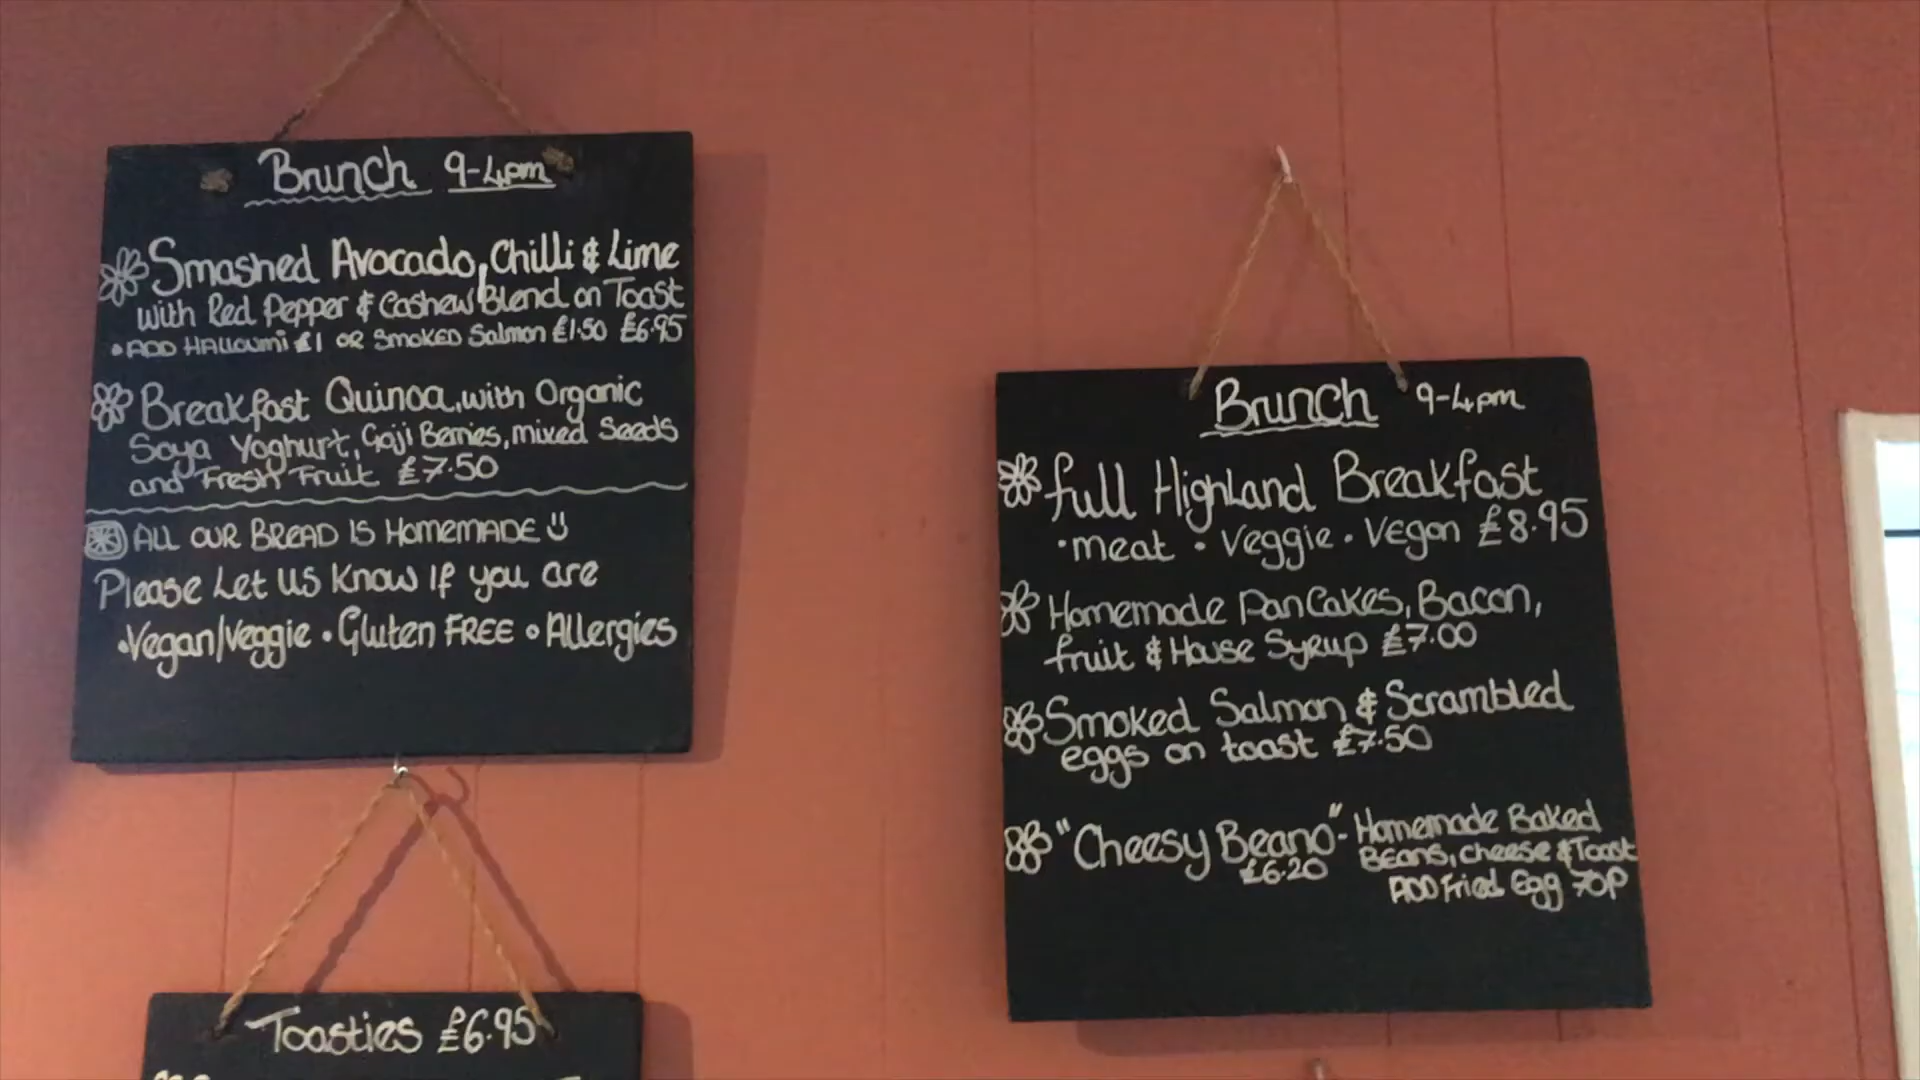 Brunch 9-4pm
Smashed Avocado, Chilli & Lime
with Red Pepper & Cashew Blend on Toast
• ADD HALLOUMI £1 OR Smoked Salmon £1.50 £6.95
Breakfast Quinoa, with Organic
Soya Yoghurt, Goji Berries, mixed Seeds
and Fresh Fruit £7.50
ALL OUR BREAD IS HOMEMADE
Please Let us Know If you are
•Vegan/Veggie • Gluten FREE • Allergies
Toasties £6.95
Brunch 9-4pm
full Highland Breakfast
•meat • Veggie • Vegan £8.95
Homemade PanCakes, Bacon,
fruit & House Syrup £7.00
Smoked Salmon & Scrambled
eggs on toast £7.50
"Cheesy Beano" - Homemade Baked
£6.20 Beans, cheese & Toast
ADD Fried Egg 70p